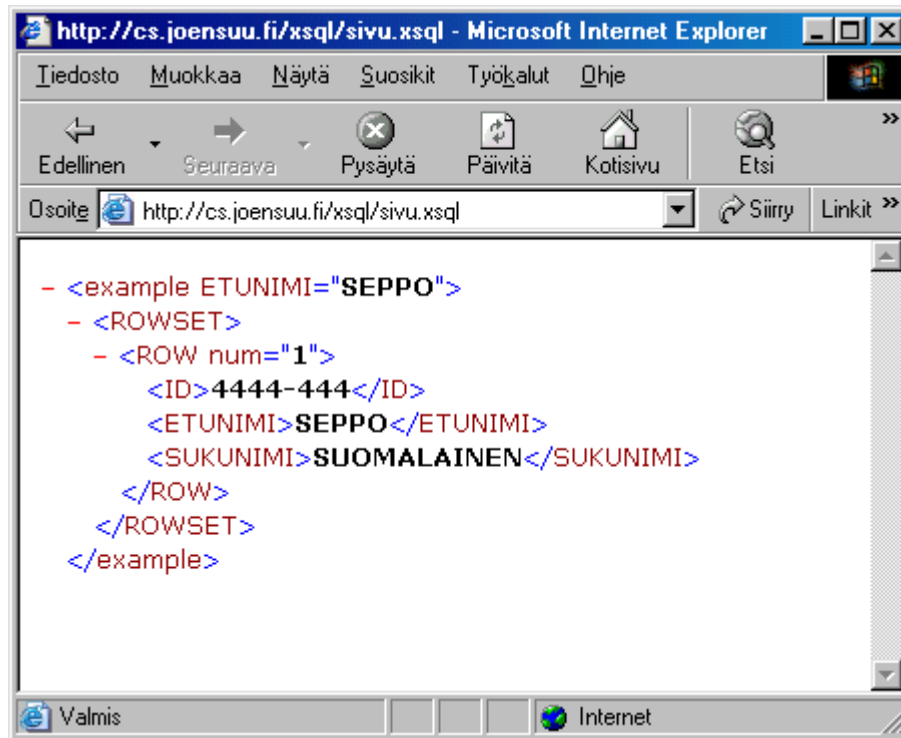 http://cs.joensuu.fi/xsql/sivu.xsql - Microsoft Internet Explorer
Tiedosto Muokkaa Näytä Suosikit Työkalut Ohje
Edellinen Seuraava Pysäytä Päivitä Kotisivu Etsi »
Osoite http://cs.joensuu.fi/xsql/sivu.xsql Siirry Linkit »
- <example ETUNIMI="SEPPO">
- <ROWSET>
- <ROW num="1">
<ID>4444-444</ID>
<ETUNIMI>SEPPO</ETUNIMI>
<SUKUNIMI>SUOMALAINEN</SUKUNIMI>
</ROW>
</ROWSET>
</example>
Valmis Internet